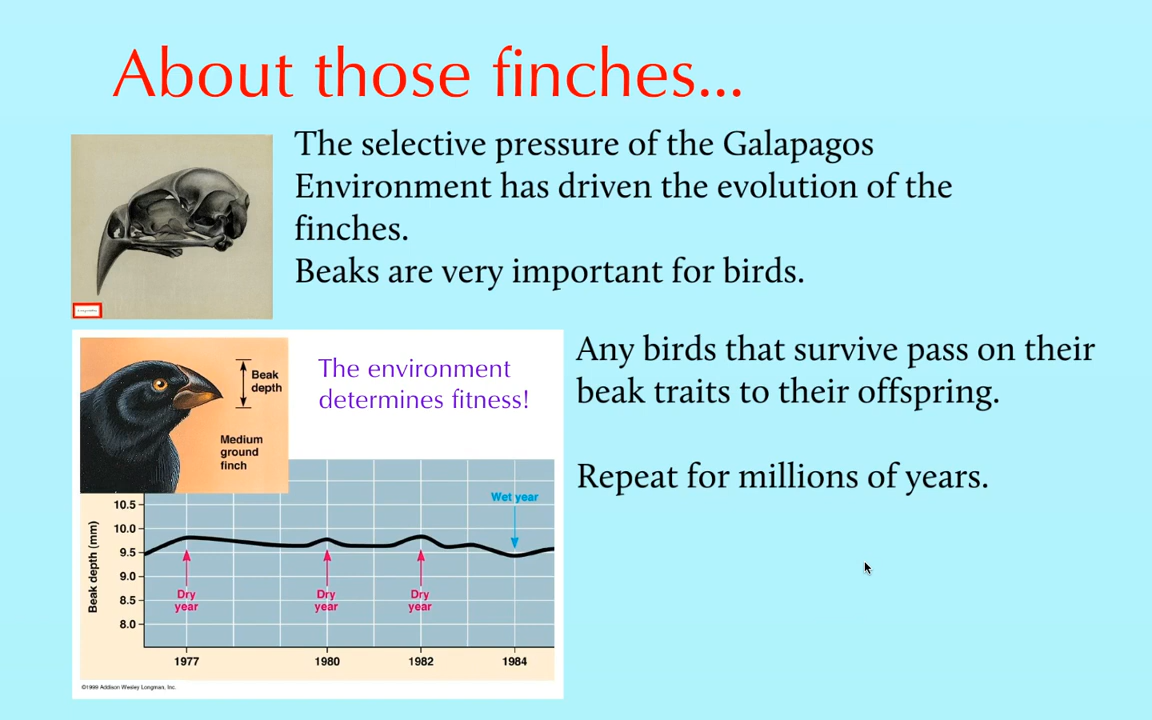 About those finches...
The selective pressure of the Galapagos
Environment has driven the evolution of the
finches.
Beaks are very important for birds.
Any birds that survive pass on their
beak traits to their offspring.
Repeat for millions of years.
The environment
determines fitness!
Beak
depth
Medium
ground
finch
Beak depth (mm)
10.5
10.0
9.5
9.0
8.5
8.0
Dry
year
Dry
year
Dry
year
Wet year
1977
1980
1982
1984
©1999 Addison Wesley Longman, Inc.